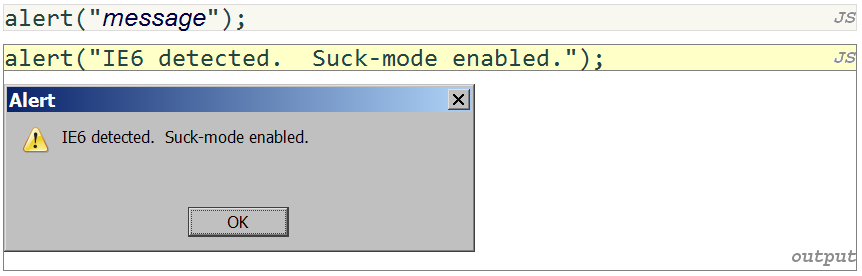 alert("message"); JS
alert("IE6 detected.  Suck-mode enabled."); JS
Alert
IE6 detected.  Suck-mode enabled.
OK
output